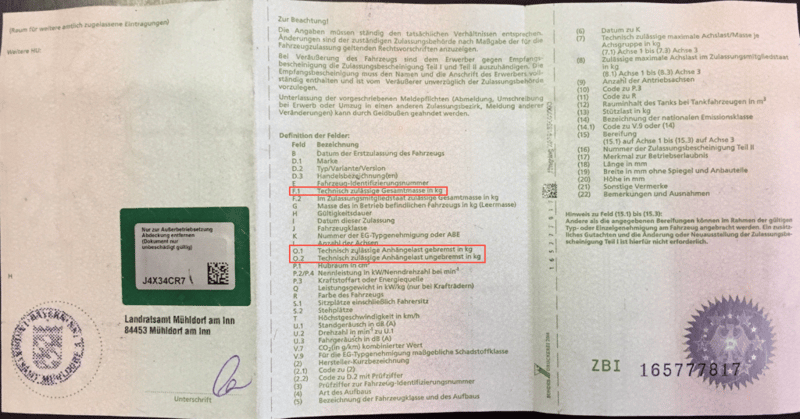 (Raum für weitere amtlich zugelassene Eintragungen)
Weitere HU:
H
Nur zur Außerbetriebsetzung
Abdeckung entfernen
(Dokument nur
unbeschädigt gültig)
J4X34CR7
Landratsamt Mühldorf am Inn
84453 Mühldorf am Inn
Unterschrift
Zur Beachtung!
Die Angaben müssen ständig den tatsächlichen Verhältnissen entsprechen.
Änderungen sind der zuständigen Zulassungsbehörde nach Maßgabe der für die
Fahrzeugzulassung geltenden Rechtsvorschriften anzuzeigen.
Bei Veräußerung des Fahrzeugs sind dem Erwerber gegen Empfangs-
bescheinigung die Zulassungsbescheinigung Teil I und Teil II auszuhändigen. Die
Empfangsbescheinigung muss den Namen und die Anschrift des Erwerbers voll-
ständig enthalten und ist vom Veräußerer unverzüglich der Zulassungsbehörde
vorzulegen.
Unterlassung der vorgeschriebenen Meldepflichten (Abmeldung, Umschreibung
bei Erwerb oder Umzug in einen anderen Zulassungsbezirk, Meldung anderer
Veränderungen) kann durch Geldbußen geahndet werden.
Definition der Felder:
Feld Benennung
B Datum der Erstzulassung des Fahrzeugs
D.1 Marke
D.2 Typ/Variante/Version
D.3 Handelsbezeichnung(en)
E Fahrzeug-Identifizierungsnummer
F.1 Technisch zulässige Gesamtmasse in kg
F.2 Im Zulassungsmitgliedstaat zulässige Gesamtmasse in kg
G Masse des in Betrieb befindlichen Fahrzeugs in kg (Leermasse)
H Gültigkeitsdauer
I Datum dieser Zulassung
J Fahrzeugklasse
K Nummer der EG-Typgenehmigung oder ABE
Anzahl der Achsen
O.1 Technisch zulässige Anhängelast gebremst in kg
O.2 Technisch zulässige Anhängelast ungebremst in kg
P.1 Hubraum in cm³
P.2/P.4 Nennleistung in kW/Nenndrehzahl bei min⁻¹
P.3 Kraftstoffart oder Energiequelle
Q Leistungsgewicht in kW/kg (nur bei Krafträdern)
R Farbe des Fahrzeugs
S.1 Sitzplätze einschließlich Fahrersitz
S.2 Stehplätze
T Höchstgeschwindigkeit in km/h
U.1 Standgeräusch in dB (A)
U.2 Drehzahl in min⁻¹ zu U.1
U.3 Fahrgeräusch in dB (A)
V.7 CO₂(in g/km) kombinierter Wert
V.9 Für die EG-Typgenehmigung maßgebliche Schadstoffklasse
(2) Hersteller-Kurzbezeichnung
(2.1) Code zu (2)
(2.2) Code zu D.2 mit Prüfziffer
(3) Prüfziffer zur Fahrzeug-Identifizierungsnummer
(4) Art des Aufbaus
(5) Bezeichnung der Fahrzeugklasse und des Aufbaus
(6) Datum zu K
(7) Technisch zulässige maximale Achslast/Masse je
Achsgruppe in kg
(7.1) Achse 1 bis (7.3) Achse 3
(8) Zulässige maximale Achslast im Zulassungsmitgliedstaat
in kg
(8.1) Achse 1 bis (8.3) Achse 3
(9) Anzahl der Antriebsachsen
(10) Code zu P.3
(11) Code zu R
(12) Rauminhalt des Tanks bei Tankfahrzeugen in m³
(13) Stützlast in kg
(14) Bezeichnung der nationalen Emissionsklasse
(14.1) Code zu V.9 oder (14)
(15) Bereifung
(15.1) auf Achse 1 bis (15.3) auf Achse 3
(16) Nummer der Zulassungsbescheinigung Teil II
(17) Merkmal zur Betriebserlaubnis
(18) Länge in mm
(19) Breite in mm ohne Spiegel und Anbauteile
(20) Höhe in mm
(21) Sonstige Vermerke
(22) Bemerkungen und Ausnahmen
Hinweis zu Feld (15.1) bis (15.3):
Andere als die angegebenen Bereifungen können im Rahmen der gültigen
Typ- oder Einzelgenehmigung am Fahrzeug angebracht werden. Ein zusätz-
liches Gutachten und die Änderung oder Neuausstellung der Zulassungsbe-
scheinigung Teil I ist hierfür nicht erforderlich.
ZBI 165777817